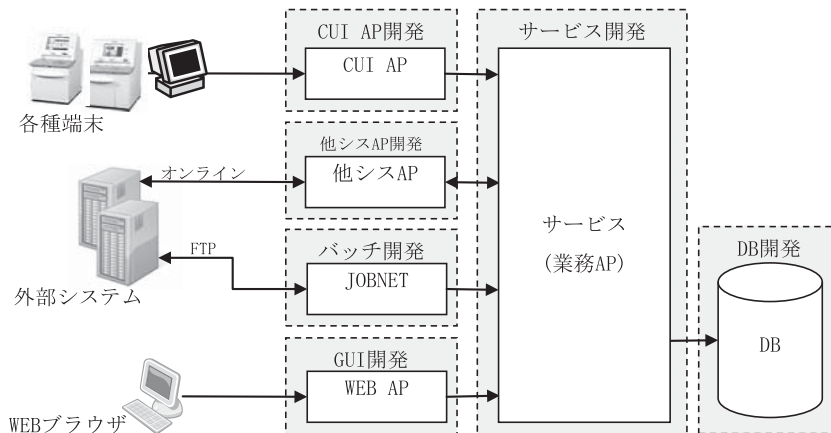 CUI AP開発
CUI AP
サービス開発
各種端末
他シスAP開発
オンライン
他シスAP
サービス
(業務AP)
DB開発
バッチ開発
FTP
JOBNET
外部システム
GUI開発
DB
WEB AP
WEBブラウザ